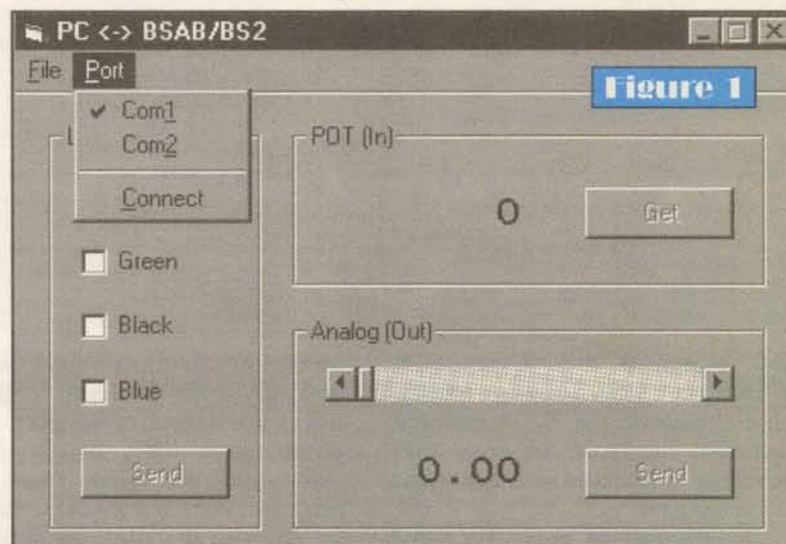 PC <-> BSAB/BS2
File Port
Figure 1
Com1
Com2
Connect
L
POT (In)
0 Get
Green
Black
Blue
Send
Analog (Out)
0.00 Send